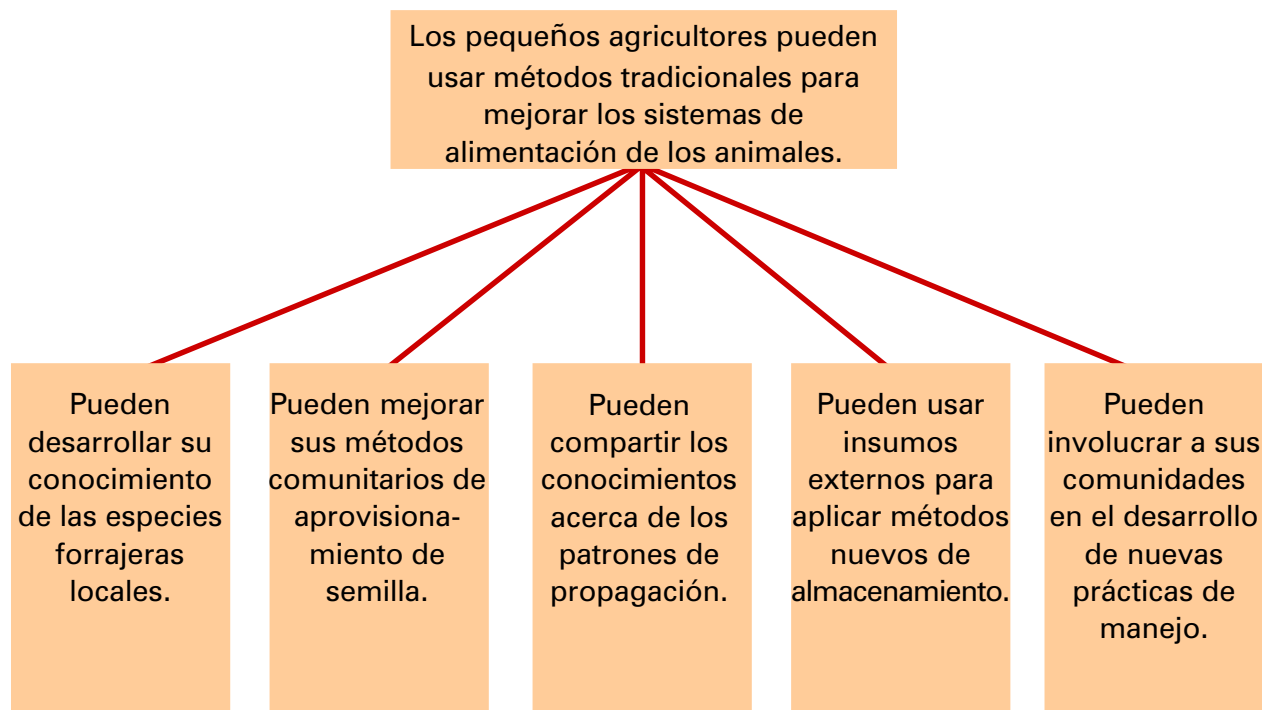 Los pequeños agricultores pueden
usar métodos tradicionales para
mejorar los sistemas de
alimentación de los animales.
Pueden
desarrollar su
conocimiento
de las especies
forrajeras
locales.
Pueden mejorar
sus métodos
comunitarios de
aprovisiona-
miento de
semilla.
Pueden
compartir los
conocimientos
acerca de los
patrones de
propagación.
Pueden usar
insumos
externos para
aplicar métodos
nuevos de
almacenamiento.
Pueden
involucrar a sus
comunidades
en el desarrollo
de nuevas
prácticas de
manejo.